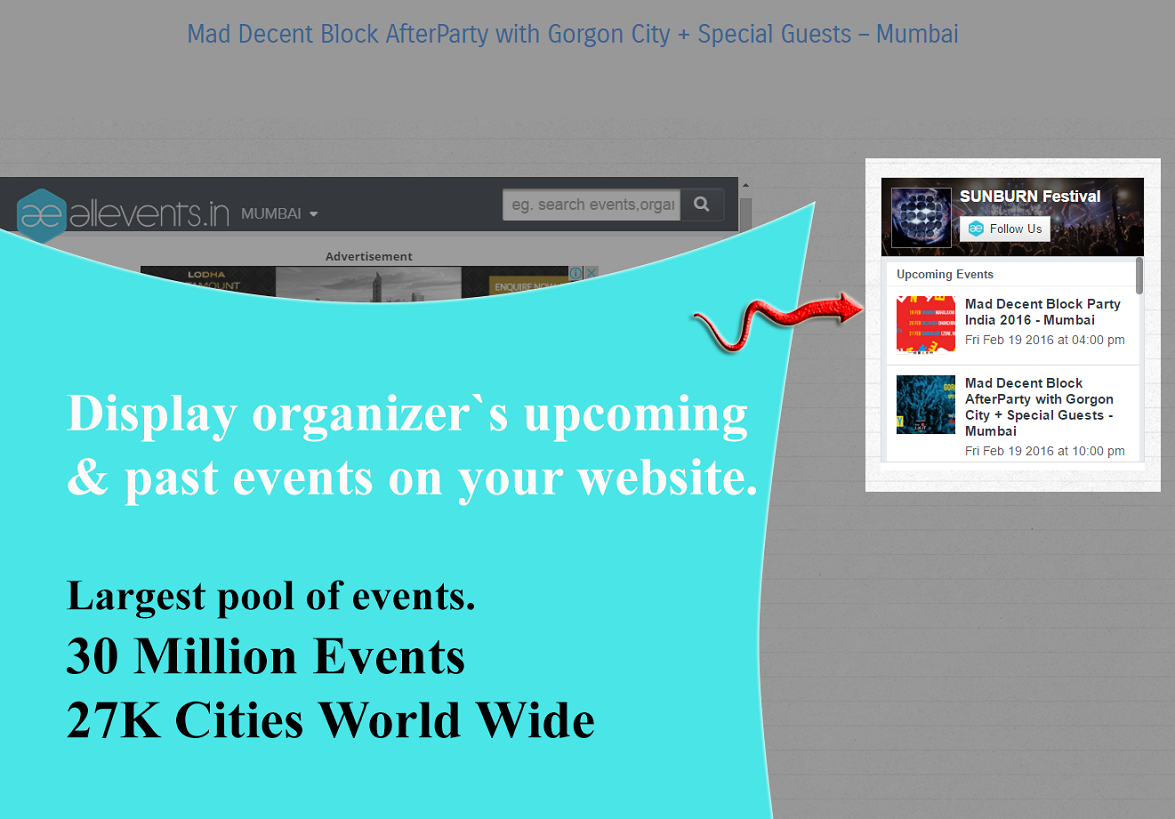 Mad Decent Block AfterParty with Gorgon City + Special Guests – Mumbai
æ allevents.in MUMBAI
eg. search events,orgai
Advertisement
LODHA
ENQUIRE NOW
SUNBURN Festival
æ Follow Us
Upcoming Events
Mad Decent Block Party
India 2016 - Mumbai
Fri Feb 19 2016 at 04:00 pm
Mad Decent Block
AfterParty with Gorgon
City + Special Guests -
Mumbai
Fri Feb 19 2016 at 10:00 pm
Display organizer`s upcoming
& past events on your website.
Largest pool of events.
30 Million Events
27K Cities World Wide